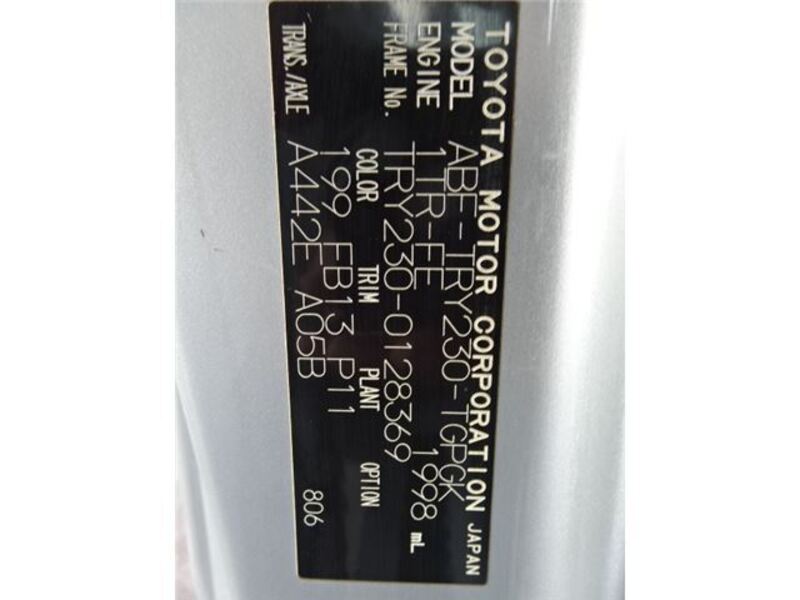 TOYOTA MOTOR CORPORATION JAPAN
MODEL ABF-TRY230-TGPGK
ENGINE 1TR-FE 1998 mL
FRAME No. TRY230-0128369
COLOR TRIM PLANT OPTION
199 FB13 P11
TRANS./AXLE A442E A05B
806